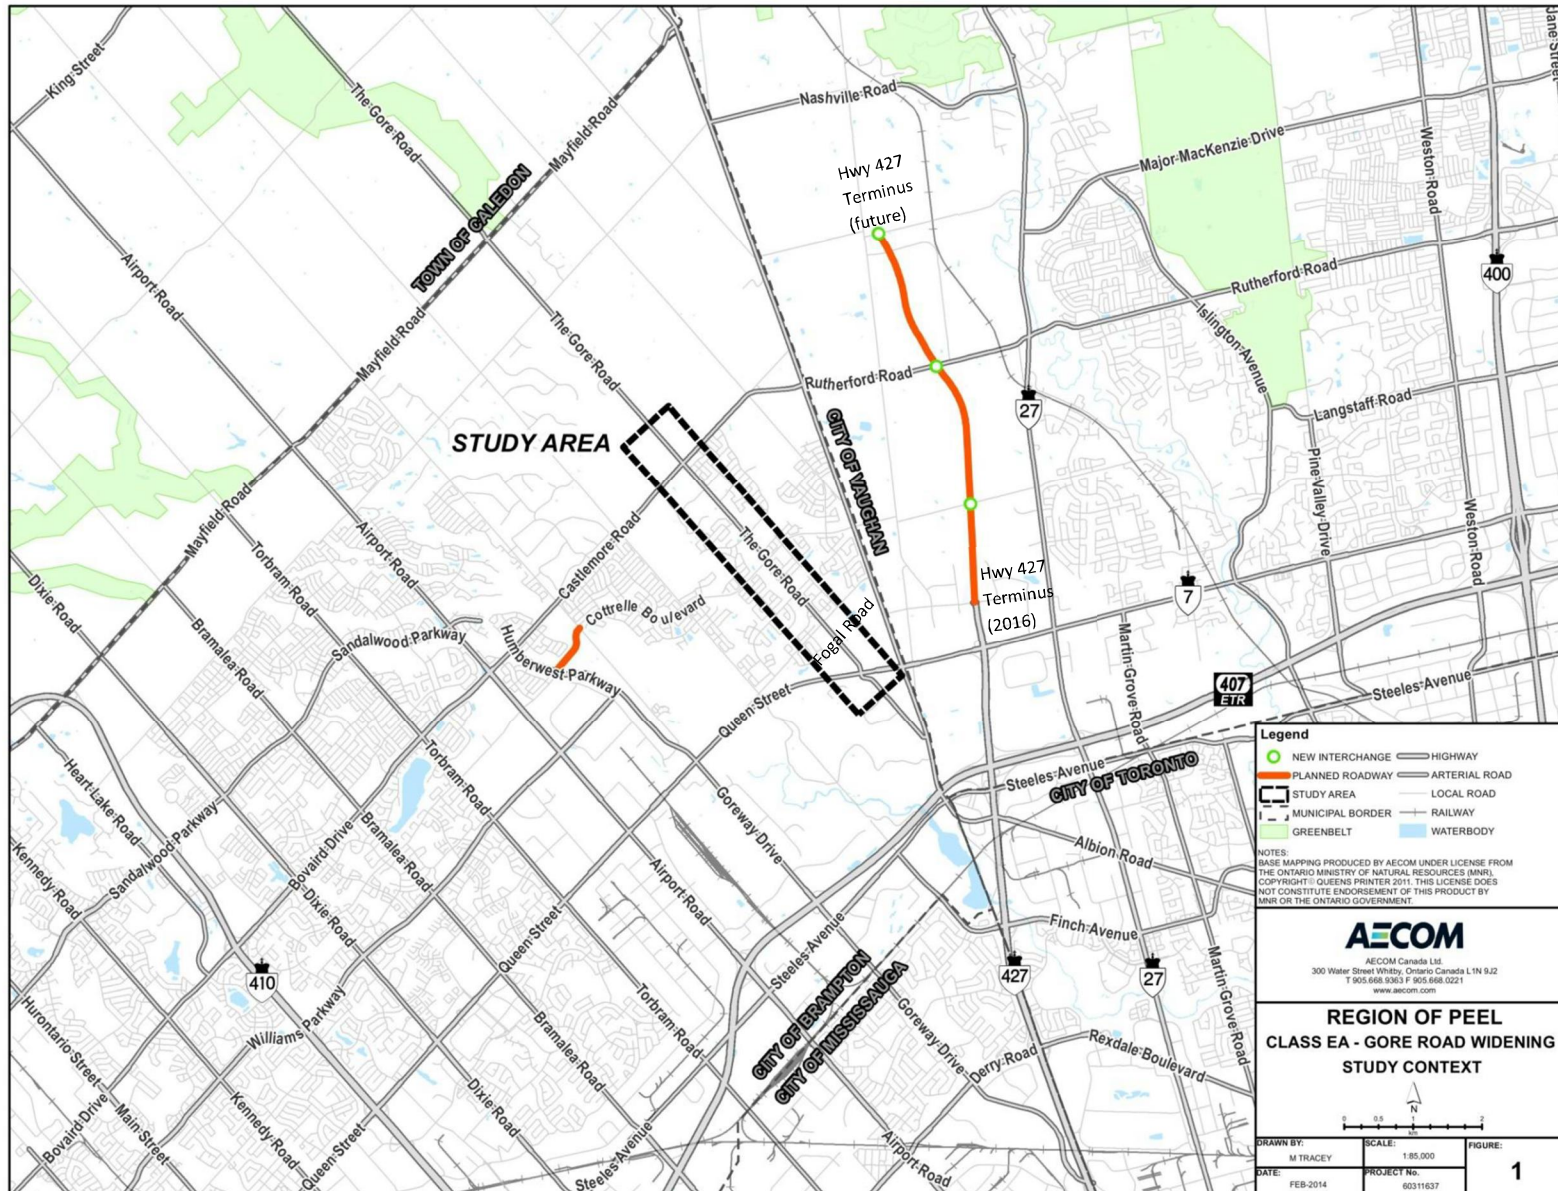 King Street
The Gore Road
Mayfield Road
Nashville Road
Jane Street
Major MacKenzie Drive
Weston Road
TOWN OF CALEDON
Hwy 427
Terminus
(future)
Airport Road
Rutherford Road
400
Islington Avenue
The Gore Road
Mayfield Road
Rutherford Road
27
Langstaff Road
STUDY AREA
CITY OF VAUGHAN
Pine Valley Drive
Weston Road
Mayfield Road
Airport Road
Torbram Road
Castlemore Road
The Gore Road
Dixie Road
Hwy 427
Terminus
(2016)
7
Cottrelle Boulevard
Fogal Road
Bramalea Road
Sandalwood Parkway
Humberwest Parkway
Martin Grove Road
407
ETR
Steeles Avenue
Queen Street
Heart Lake Road
Torbram Road
Steeles Avenue
CITY OF TORONTO
Goreway Drive
Sandalwood Parkway
Bovaird Drive
Bramalea Road
Albion Road
Kennedy Road
Dixie Road
Airport Road
Queen Street
Steeles Avenue
Finch Avenue
410
427
27
Martin Grove Road
CITY OF BRAMPTON
CITY OF MISSISSAUGA
Hurontario Street
Williams Parkway
Torbram Road
Bramalea Road
Goreway Drive
Derry Road
Rexdale Boulevard
Bovaird Drive
Main Street
Kennedy Road
Queen Street
Dixie Road
Steeles Avenue
Airport Road
Legend
NEW INTERCHANGE
HIGHWAY
PLANNED ROADWAY
ARTERIAL ROAD
STUDY AREA
LOCAL ROAD
MUNICIPAL BORDER
RAILWAY
GREENBELT
WATERBODY
NOTES:
BASE MAPPING PRODUCED BY AECOM UNDER LICENSE FROM
THE ONTARIO MINISTRY OF NATURAL RESOURCES (MNR),
COPYRIGHT© QUEENS PRINTER 2011. THIS LICENSE DOES
NOT CONSTITUTE ENDORSEMENT OF THIS PRODUCT BY
MNR OR THE ONTARIO GOVERNMENT.
AECOM
AECOM Canada Ltd.
300 Water Street Whitby, Ontario Canada L1N 9J2
T 905.668.9363 F 905.668.0221
www.aecom.com
REGION OF PEEL
CLASS EA - GORE ROAD WIDENING
STUDY CONTEXT
N
0 0.5 1 2
km
DRAWN BY:
M TRACEY
SCALE:
1:85,000
FIGURE:
1
DATE:
FEB-2014
PROJECT No.
60311637